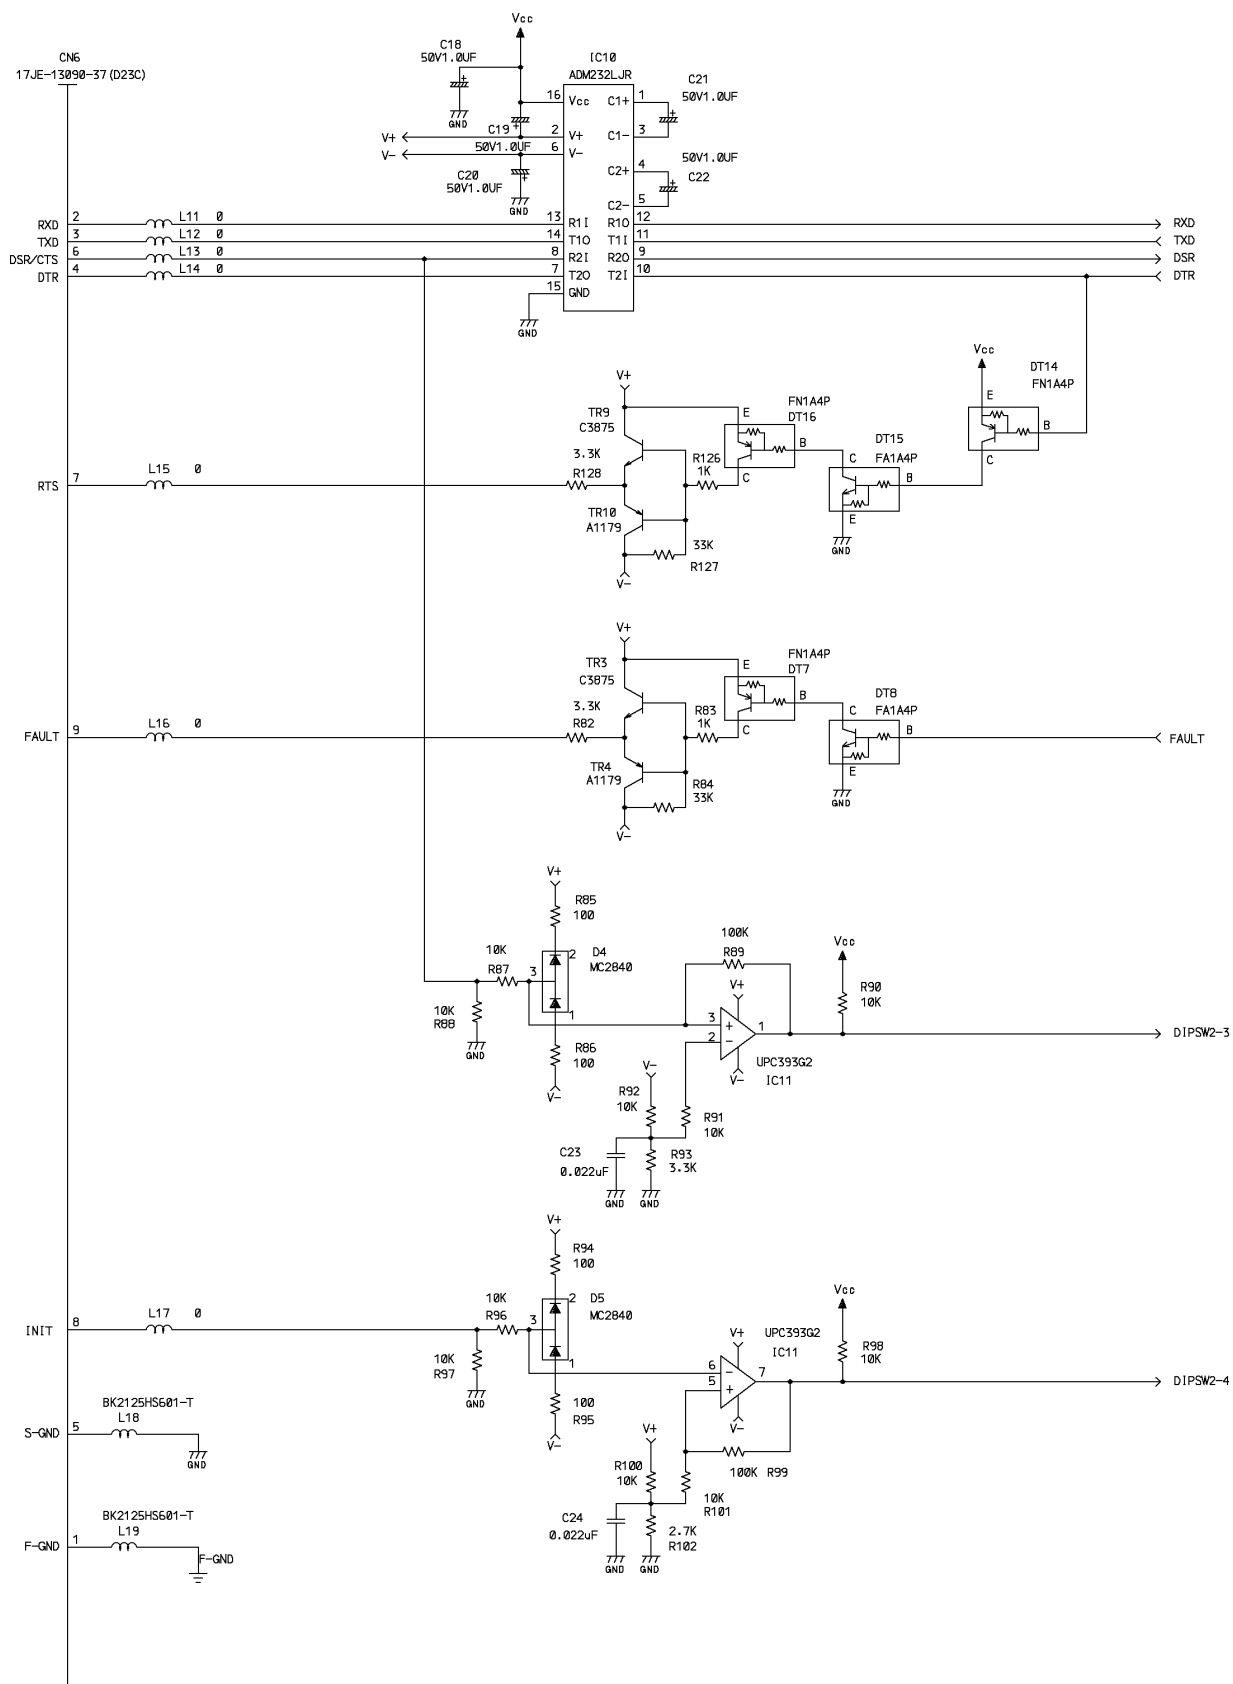 Vcc
CN6
17JE-13090-37(D23C)
C18
50V1.0UF
IC10
ADM232LJR
C21
50V1.0UF
GND
16 Vcc C1+ 1
V+ C19 2 V+ C1- 3
V- 50V1.0UF 6 V-
C20
50V1.0UF
GND
C2+ 4
50V1.0UF
C22
C2- 5
RXD 2 L11 0 13 R1I R1O 12 RXD
TXD 3 L12 0 14 T1O T1I 11 TXD
DSR/CTS 6 L13 0 8 R2I R2O 9 DSR
DTR 4 L14 0 7 T2O T2I 10 DTR
15 GND
GND
Vcc
DT14
FN1A4P
E
B
C
V+
TR9
C3875
FN1A4P
DT16
E
B
C
DT15
FA1A4P
C
B
E
GND
3.3K
R128
R126
1K
RTS 7 L15 0
TR10
A1179
33K
R127
V-
V+
TR3
C3875
FN1A4P
DT7
E
B
C
DT8
FA1A4P
C
B
E
GND
3.3K
R82
R83
1K
FAULT 9 L16 0 FAULT
TR4
A1179
R84
33K
V-
V+
R85
100
10K
R87
3
2
D4
MC2840
1
10K
R88
GND
R86
100
V-
100K
R89
Vcc
R90
10K
V+
3 +
2 -
1
DIPSW2-3
V-
UPC393G2
IC11
V-
R92
10K
R91
10K
C23
0.022uF
R93
3.3K
GND
GND
V+
R94
100
10K
R96
3
2
D5
MC2840
1
INIT 8 L17 0
10K
R97
GND
100
R95
V-
Vcc
R98
10K
V+
UPC393G2
IC11
6 -
5 +
7
DIPSW2-4
V-
BK2125HS601-T
L18
S-GND 5
GND
V+
R100
10K
100K R99
10K
R101
C24
0.022uF
2.7K
R102
GND
GND
BK2125HS601-T
L19
F-GND 1
F-GND